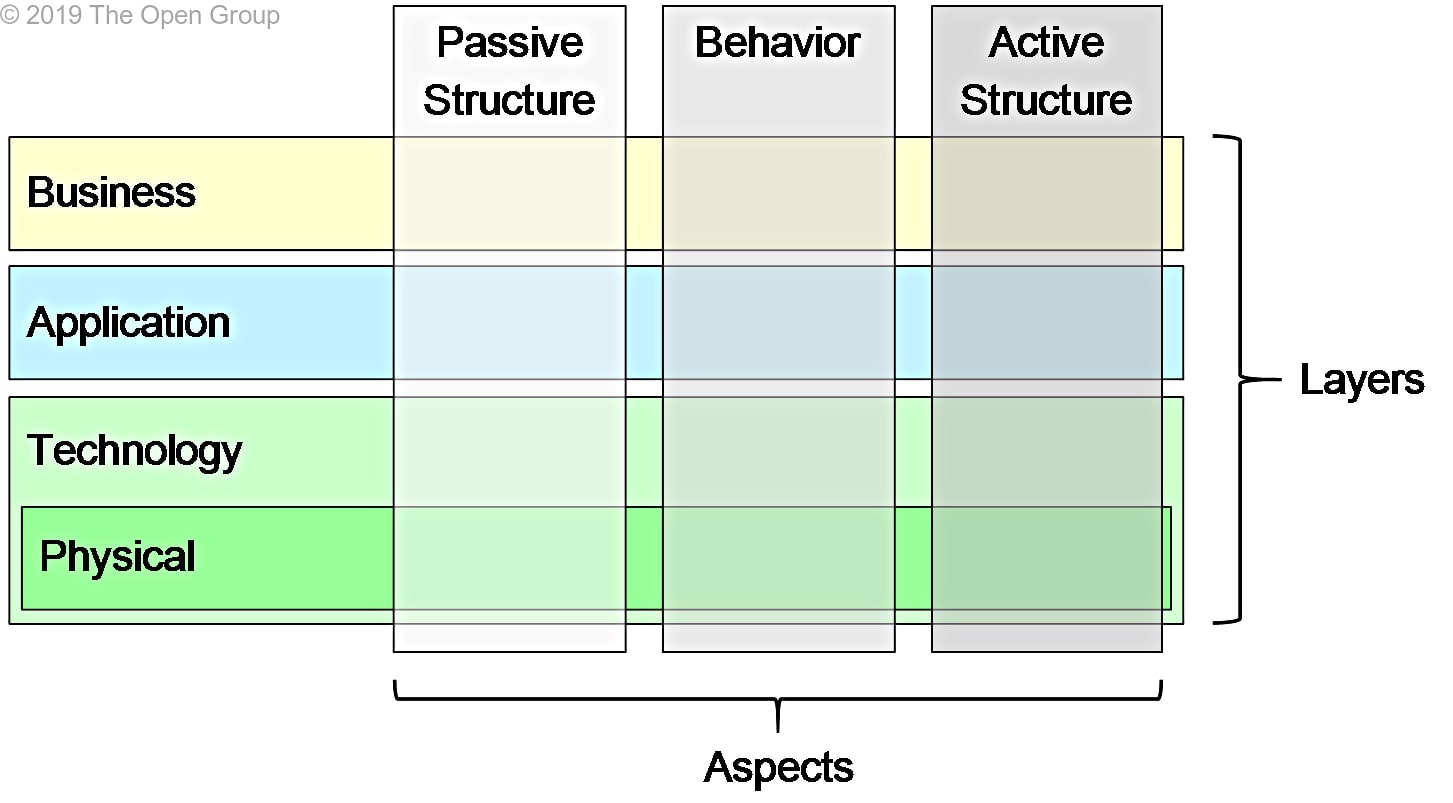 © 2019 The Open Group
Passive
Structure
Behavior
Active
Structure
Business
Application
Technology
Physical
Layers
Aspects